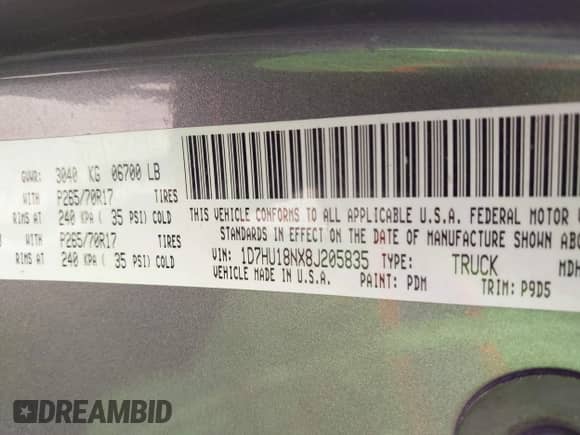 GVWR: 3040 KG 06700 LB
WITH P265/70R17 TIRES
RIMS AT 240 KPA ( 35 PSI) COLD
WITH P265/70R17 TIRES
RIMS AT 240 KPA ( 35 PSI) COLD
THIS VEHICLE CONFORMS TO ALL APPLICABLE U.S.A. FEDERAL MOTOR
STANDARDS IN EFFECT ON THE DATE OF MANUFACTURE SHOWN ABO
VIN: 1D7HU18NX8J205835 TYPE: TRUCK MDH
VEHICLE MADE IN U.S.A. PAINT: PDM TRIM: P9D5
DREAMBID